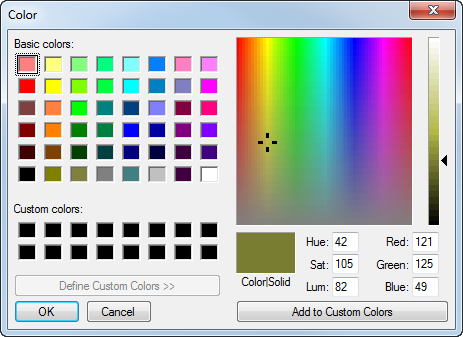 Color
Basic colors:
Custom colors:
Define Custom Colors >>
OK
Cancel
Color|Solid
Hue: 42
Sat: 105
Lum: 82
Red: 121
Green: 125
Blue: 49
Add to Custom Colors